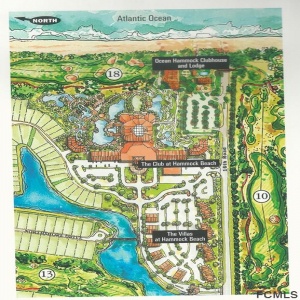 NORTH
Atlantic Ocean
Ocean Hammock Clubhouse
and Lodge
18
The Club at Hammock Beach
10
The Villas
at Hammock Beach
13
FCMLS